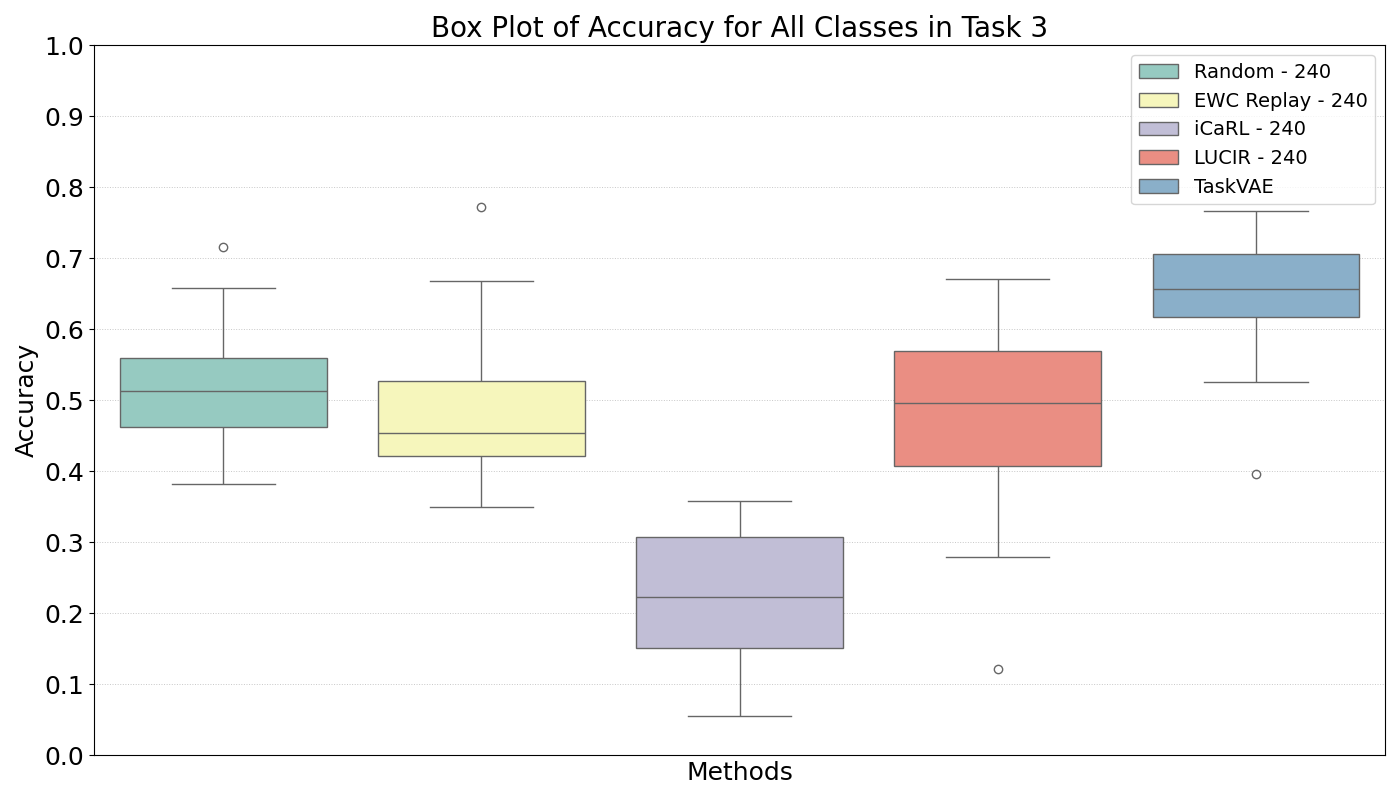 Box Plot of Accuracy for All Classes in Task 3
1.0
0.9
0.8
0.7
0.6
0.5
0.4
0.3
0.2
0.1
0.0
Accuracy
Methods
Random - 240
EWC Replay - 240
iCaRL - 240
LUCIR - 240
TaskVAE